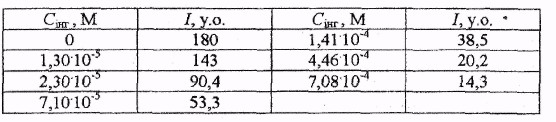 Cінг, М I, у.о. Cінг, М I, у.о.
0 180 1,41·10⁻⁴ 38,5
1,30·10⁻⁵ 143 4,46·10⁻⁴ 20,2
2,30·10⁻⁵ 90,4 7,08·10⁻⁴ 14,3
7,10·10⁻⁵ 53,3